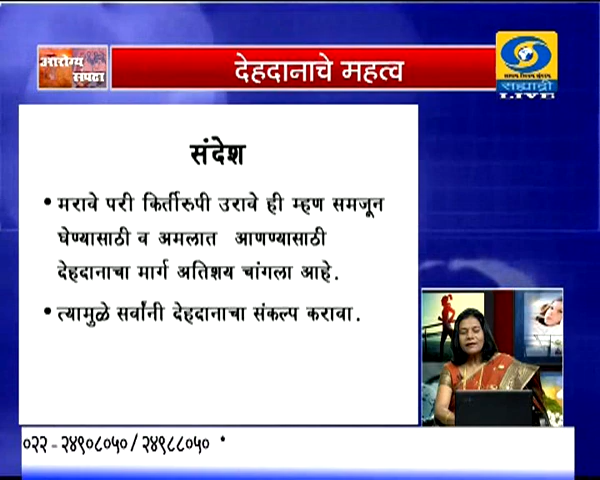 आरोग्य
संपदा
देहदानाचे महत्व
सह्याद्री
LIVE
संदेश
• मरावे परी किर्तीरुपी उरावे ही म्हण समजून
घेण्यासाठी व अमलात आणण्यासाठी
देहदानाचा मार्ग अतिशय चांगला आहे.
• त्यामुळे सर्वांनी देहदानाचा संकल्प करावा.
०२२ - २४९०८०५० / २४९८८०५० *